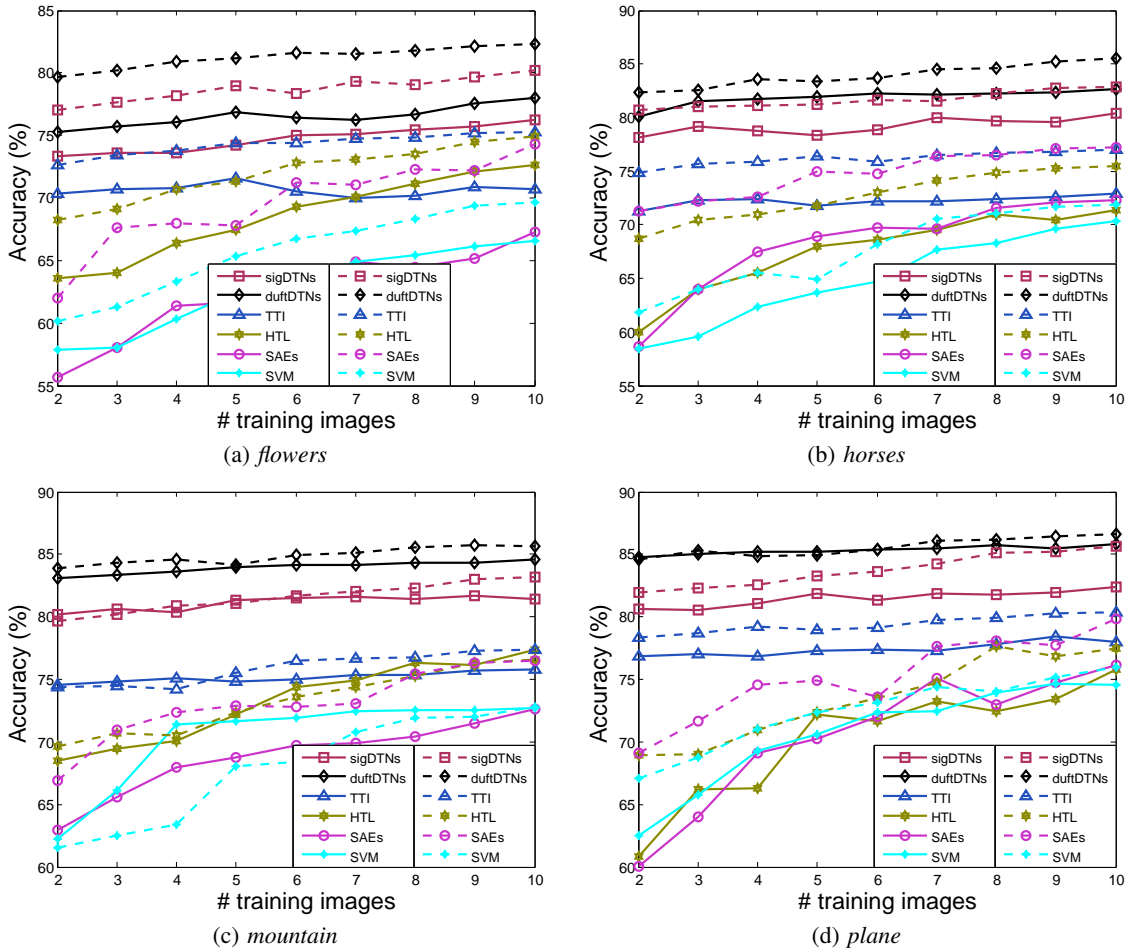 85
80
75
70
65
60
55
Accuracy (%)
sigDTNs
duftDTNs
TTI
HTL
SAEs
SVM
sigDTNs
duftDTNs
TTI
HTL
SAEs
SVM
2 3 4 5 6 7 8 9 10
# training images
(a) flowers
90
85
80
75
70
65
60
55
Accuracy (%)
sigDTNs
duftDTNs
TTI
HTL
SAEs
SVM
sigDTNs
duftDTNs
TTI
HTL
SAEs
SVM
2 3 4 5 6 7 8 9 10
# training images
(b) horses
90
85
80
75
70
65
60
Accuracy (%)
sigDTNs
duftDTNs
TTI
HTL
SAEs
SVM
sigDTNs
duftDTNs
TTI
HTL
SAEs
SVM
2 3 4 5 6 7 8 9 10
# training images
(c) mountain
90
85
80
75
70
65
60
Accuracy (%)
sigDTNs
duftDTNs
TTI
HTL
SAEs
SVM
sigDTNs
duftDTNs
TTI
HTL
SAEs
SVM
2 3 4 5 6 7 8 9 10
# training images
(d) plane